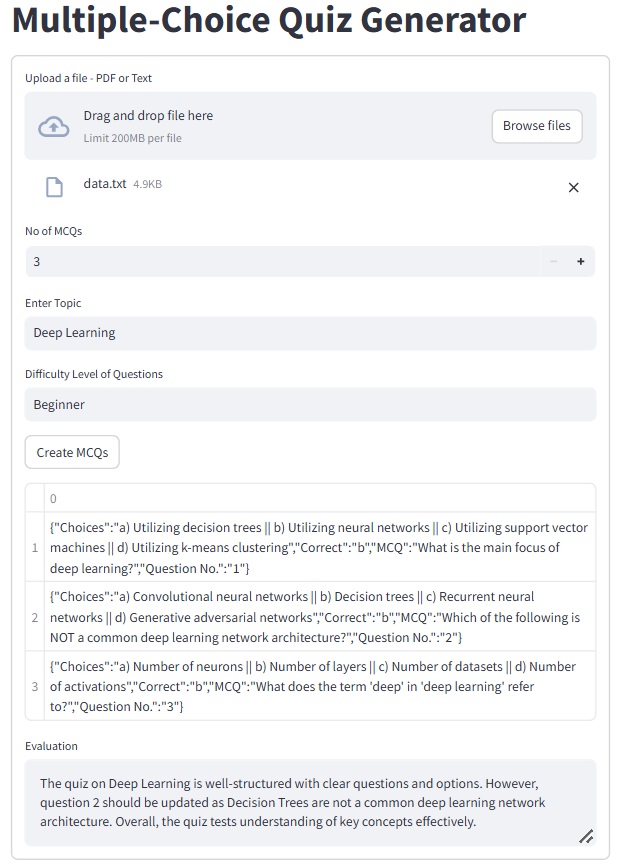 Multiple-Choice Quiz Generator
Upload a file - PDF or Text
Drag and drop file here
Limit 200MB per file
Browse files
data.txt 4.9KB
No of MCQs
3
Enter Topic
Deep Learning
Difficulty Level of Questions
Beginner
Create MCQs
0
1
{"Choices":"a) Utilizing decision trees || b) Utilizing neural networks || c) Utilizing support vector
machines || d) Utilizing k-means clustering","Correct":"b","MCQ":"What is the main focus of
deep learning?","Question No.":"1"}
2
{"Choices":"a) Convolutional neural networks || b) Decision trees || c) Recurrent neural
networks || d) Generative adversarial networks","Correct":"b","MCQ":"Which of the following is
NOT a common deep learning network architecture?","Question No.":"2"}
3
{"Choices":"a) Number of neurons || b) Number of layers || c) Number of datasets || d) Number
of activations","Correct":"b","MCQ":"What does the term 'deep' in 'deep learning' refer
to?","Question No.":"3"}
Evaluation
The quiz on Deep Learning is well-structured with clear questions and options. However,
question 2 should be updated as Decision Trees are not a common deep learning network
architecture. Overall, the quiz tests understanding of key concepts effectively.